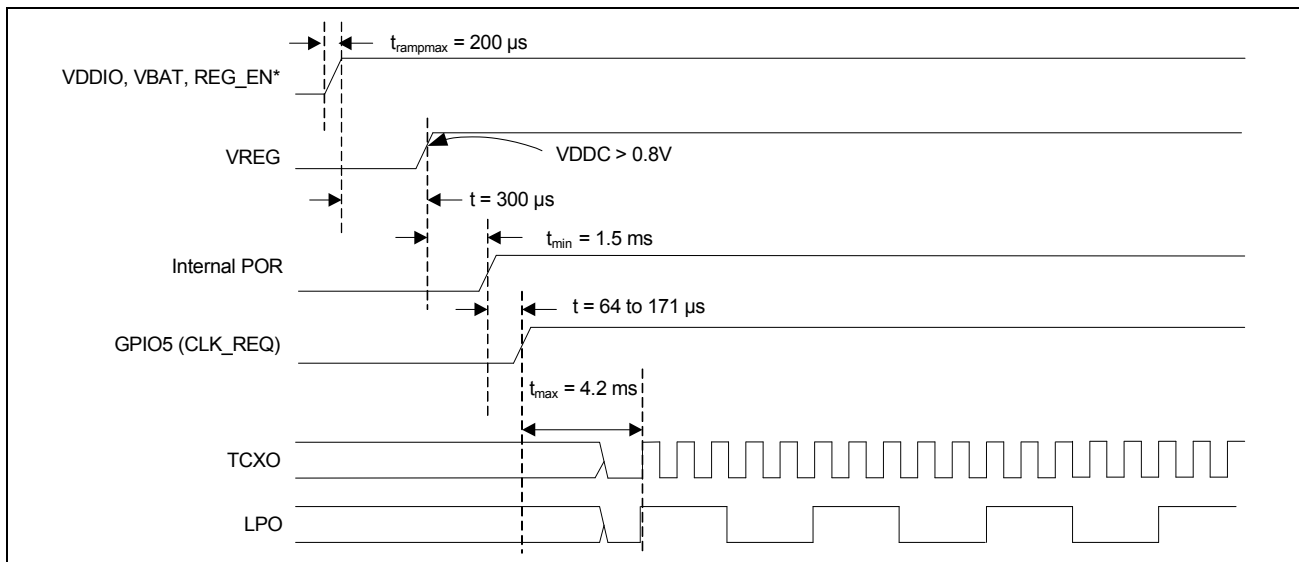 t_rampmax = 200 µs
VDDIO, VBAT, REG_EN*
VREG
VDDC > 0.8V
t = 300 µs
t_min = 1.5 ms
Internal POR
t = 64 to 171 µs
GPIO5 (CLK_REQ)
t_max = 4.2 ms
TCXO
LPO